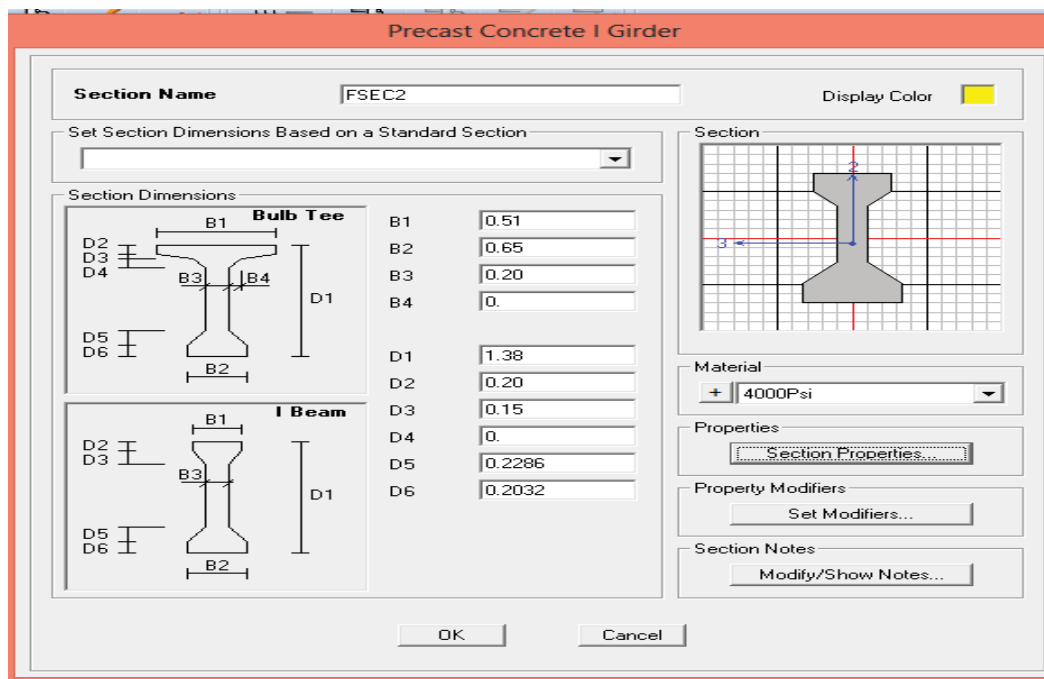 Precast Concrete I Girder
Section Name
FSEC2
Display Color
Set Section Dimensions Based on a Standard Section
Section Dimensions
Bulb Tee
B1
D2
D3
D4
B3
B4
D1
D5
D6
B2
I Beam
B1
D2
D3
B3
D1
D5
D6
B2
B1 0.51
B2 0.65
B3 0.20
B4 0.
D1 1.38
D2 0.20
D3 0.15
D4 0.
D5 0.2286
D6 0.2032
Section
2
3
Material
+ 4000Psi
Properties
Section Properties...
Property Modifiers
Set Modifiers...
Section Notes
Modify/Show Notes...
OK
Cancel